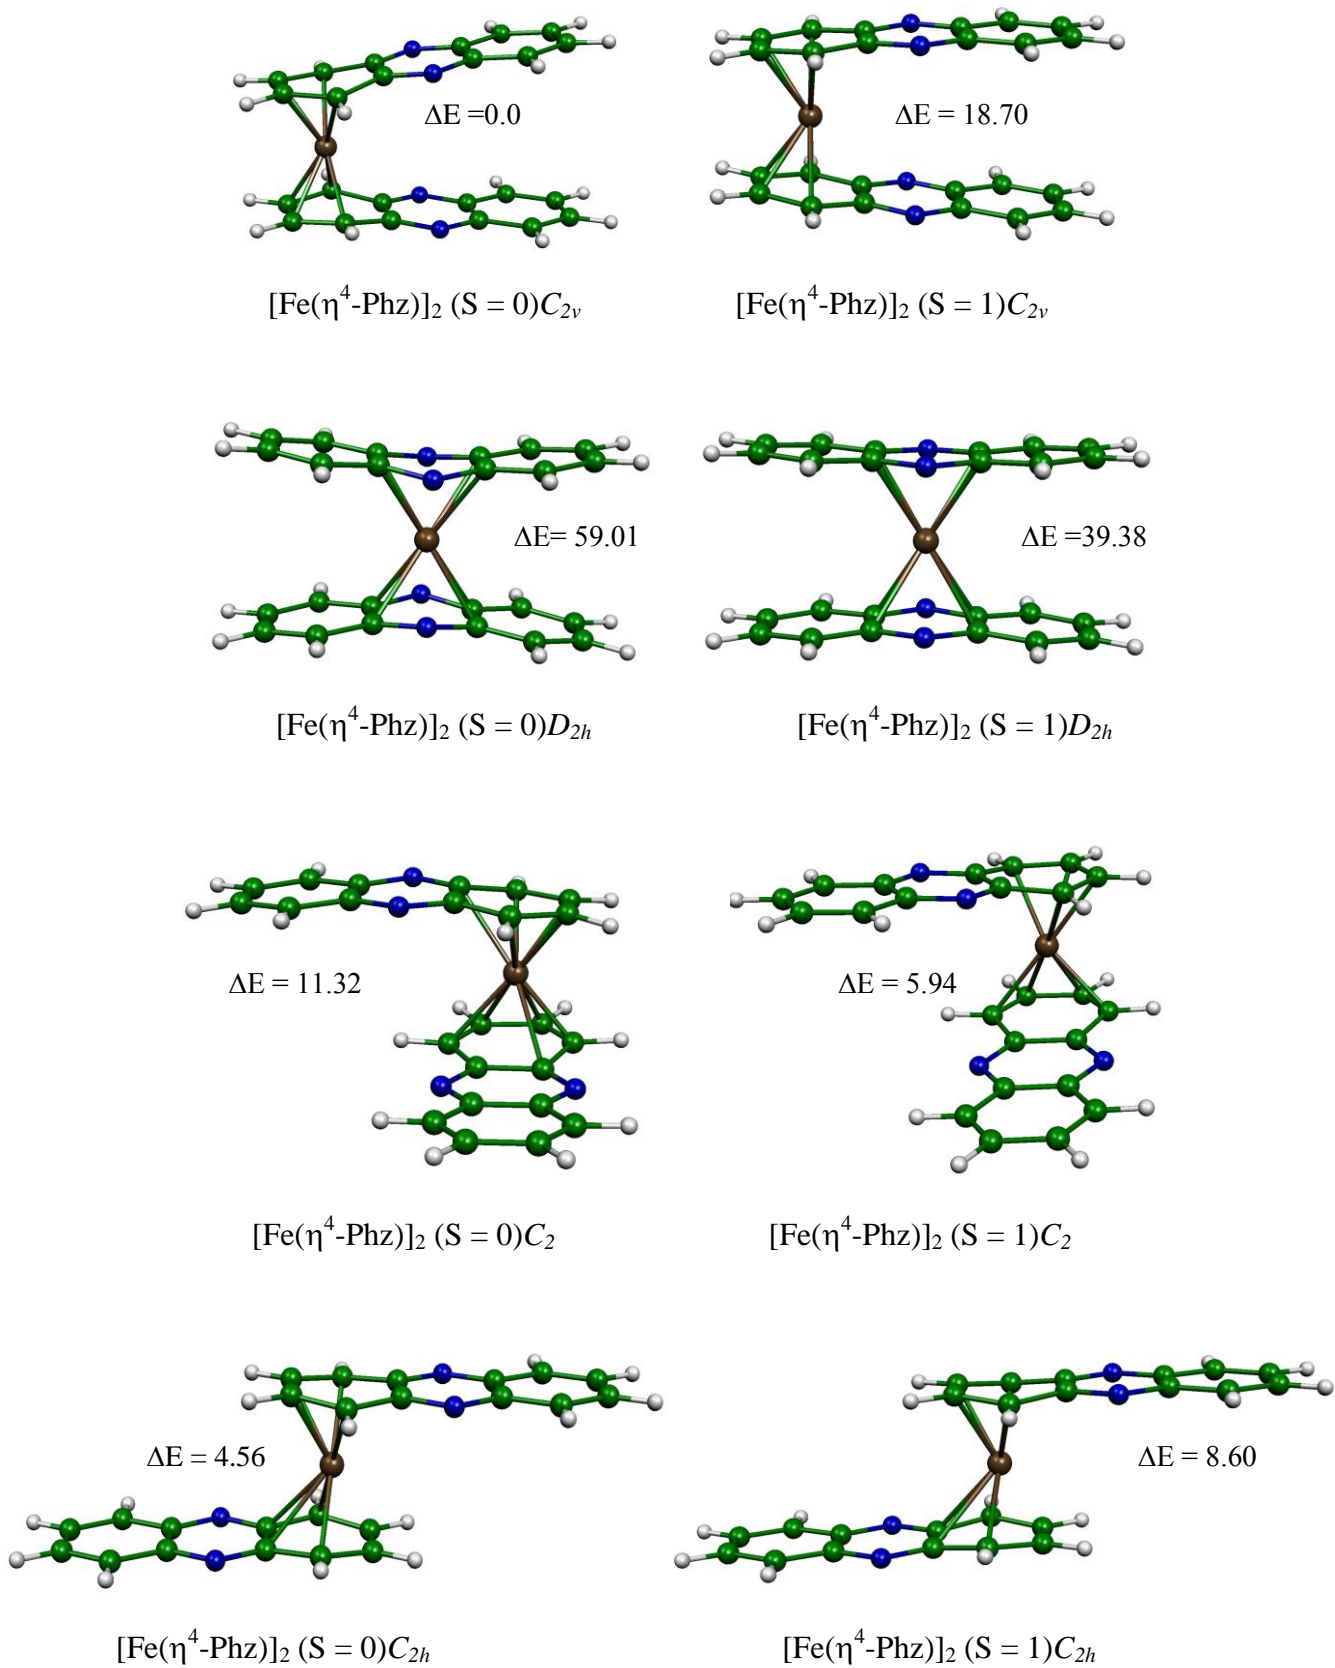 ΔE =0.0
ΔE = 18.70
[Fe(η⁴-Phz)]₂ (S = 0)C₂ᵥ
[Fe(η⁴-Phz)]₂ (S = 1)C₂ᵥ
ΔE= 59.01
ΔE =39.38
[Fe(η⁴-Phz)]₂ (S = 0)D₂ₕ
[Fe(η⁴-Phz)]₂ (S = 1)D₂ₕ
ΔE = 11.32
ΔE = 5.94
[Fe(η⁴-Phz)]₂ (S = 0)C₂
[Fe(η⁴-Phz)]₂ (S = 1)C₂
ΔE = 4.56
ΔE = 8.60
[Fe(η⁴-Phz)]₂ (S = 0)C₂ₕ
[Fe(η⁴-Phz)]₂ (S = 1)C₂ₕ